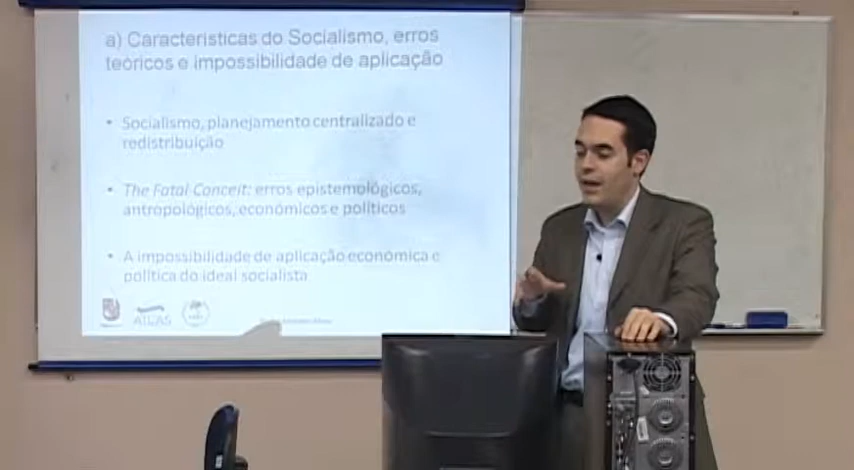 a) Características do Socialismo, erros
teóricos e impossibilidade de aplicação
• Socialismo, planejamento centralizado e
redistribuição
• The Fatal Conceit: erros epistemológicos,
antropológicos, econômicos e políticos
• A impossibilidade de aplicação econômica e
política do ideal socialista
ATLAS